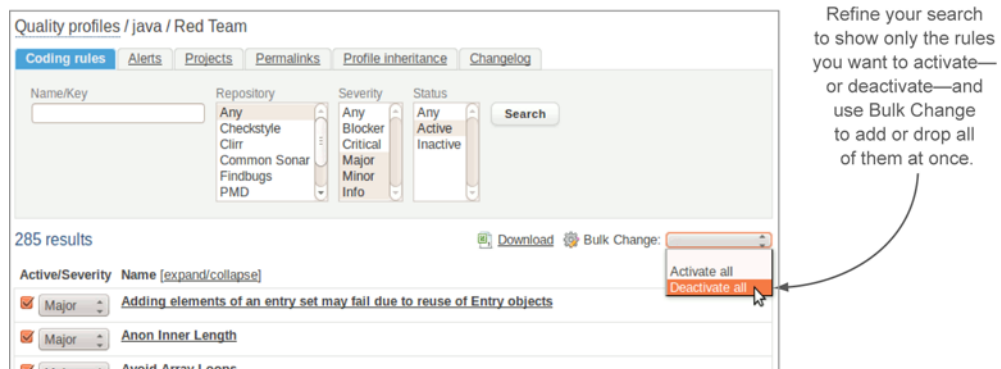 Quality profiles / java / Red Team
Coding rules Alerts Projects Permalinks Profile inheritance Changelog
Name/Key Repository Severity Status
Any Any Any Search
Checkstyle Blocker Active
Clirr Critical Inactive
Common Sonar Major
Findbugs Minor
PMD Info
285 results Download Bulk Change:
Activate all
Deactivate all
Active/Severity Name [expand/collapse]
Major Adding elements of an entry set may fail due to reuse of Entry objects
Major Anon Inner Length
Avoid Array Loops
Refine your search
to show only the rules
you want to activate—
or deactivate—and
use Bulk Change
to add or drop all
of them at once.